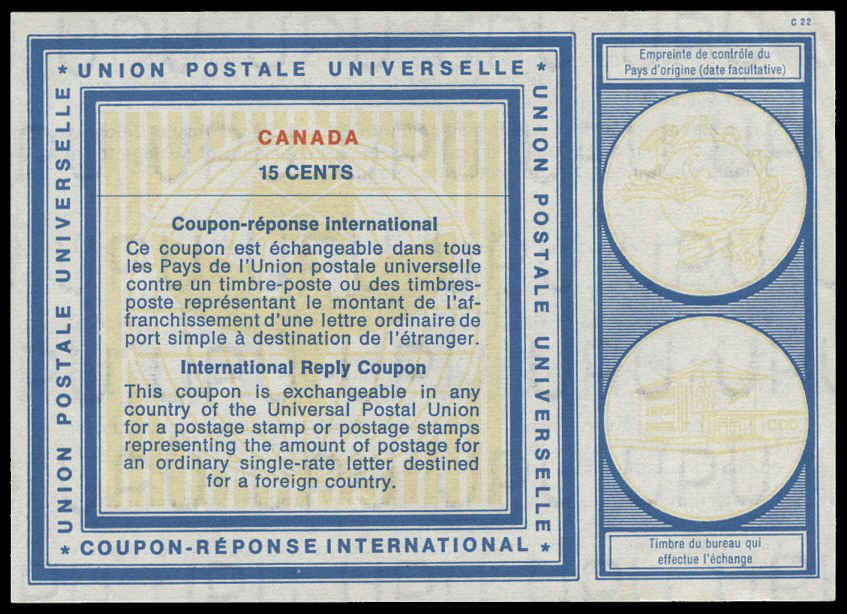 C 22
* UNION POSTALE UNIVERSELLE *
UNION POSTALE UNIVERSELLE
UNION POSTALE UNIVERSELLE
CANADA
15 CENTS
Coupon-réponse international
Ce coupon est échangeable dans tous
les Pays de l'Union postale universelle
contre un timbre-poste ou des timbres-
poste représentant le montant de l'af-
franchissement d'une lettre ordinaire de
port simple à destination de l'étranger.
International Reply Coupon
This coupon is exchangeable in any
country of the Universal Postal Union
for a postage stamp or postage stamps
representing the amount of postage for
an ordinary single-rate letter destined
for a foreign country.
* COUPON-RÉPONSE INTERNATIONAL *
Empreinte de contrôle du
Pays d'origine (date facultative)
Timbre du bureau qui
effectue l'échange